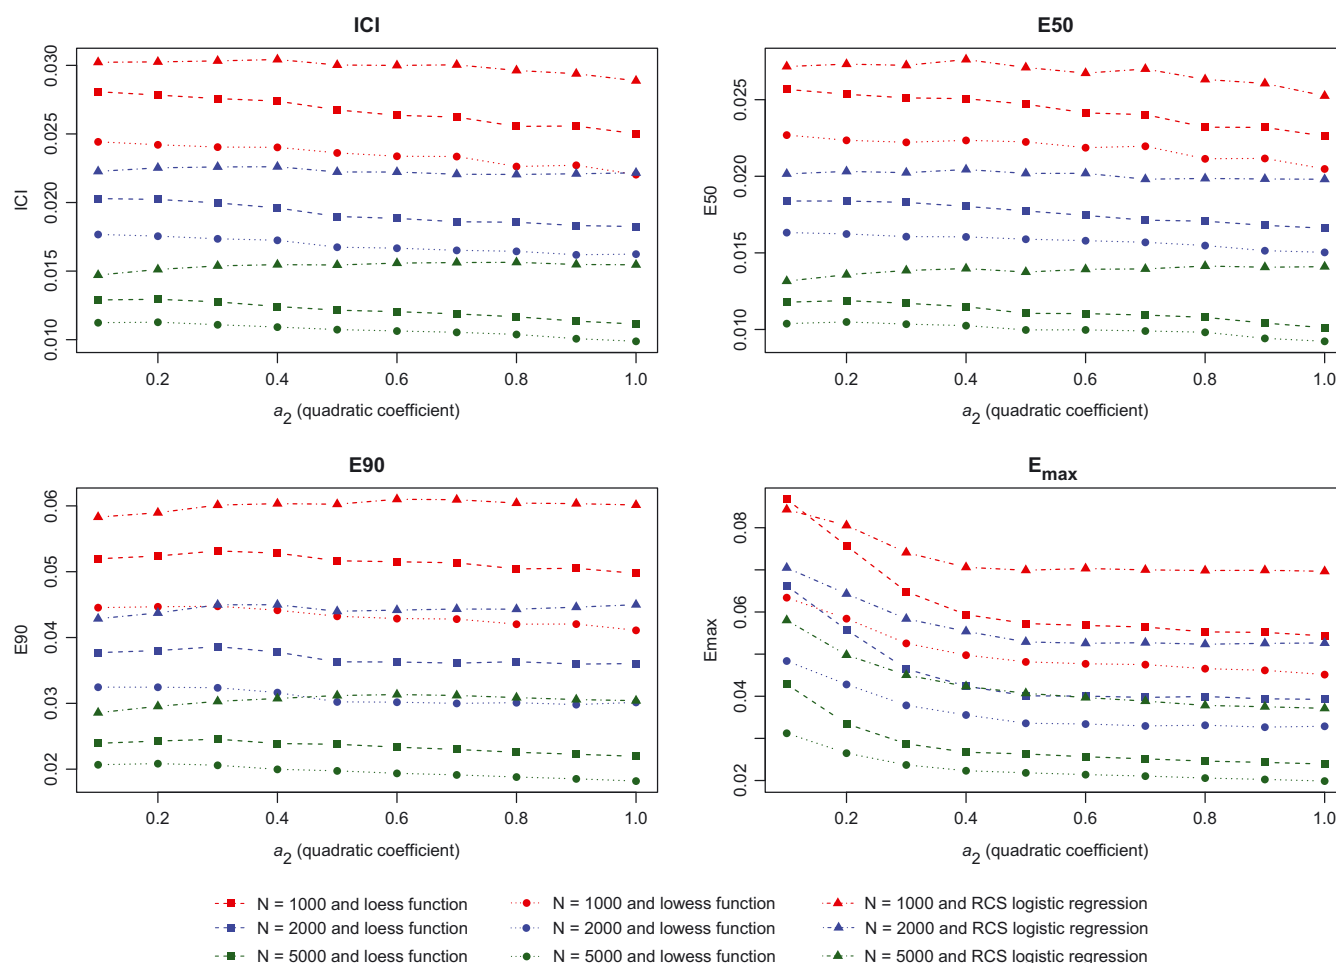 ICI
ICI
0.030
0.025
0.020
0.015
0.010
0.2 0.4 0.6 0.8 1.0
a2 (quadratic coefficient)
E50
E50
0.025
0.020
0.015
0.010
0.2 0.4 0.6 0.8 1.0
a2 (quadratic coefficient)
E90
E90
0.06
0.05
0.04
0.03
0.02
0.2 0.4 0.6 0.8 1.0
a2 (quadratic coefficient)
Emax
Emax
0.08
0.06
0.04
0.02
0.2 0.4 0.6 0.8 1.0
a2 (quadratic coefficient)
N = 1000 and loess function
N = 2000 and loess function
N = 5000 and loess function
N = 1000 and lowess function
N = 2000 and lowess function
N = 5000 and lowess function
N = 1000 and RCS logistic regression
N = 2000 and RCS logistic regression
N = 5000 and RCS logistic regression